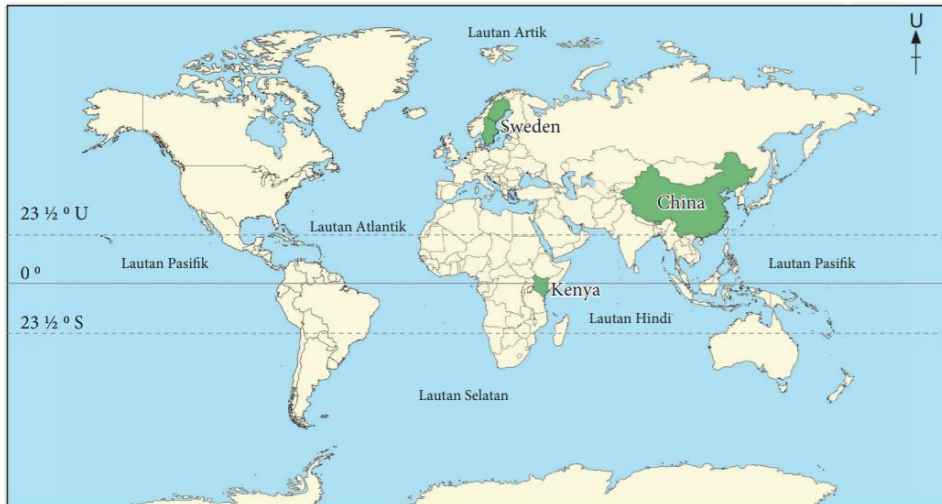 Lautan Artik
U
Sweden
China
23 ½ º U
Lautan Atlantik
Lautan Pasifik
Lautan Pasifik
0 º
Kenya
Lautan Hindi
23 ½ º S
Lautan Selatan